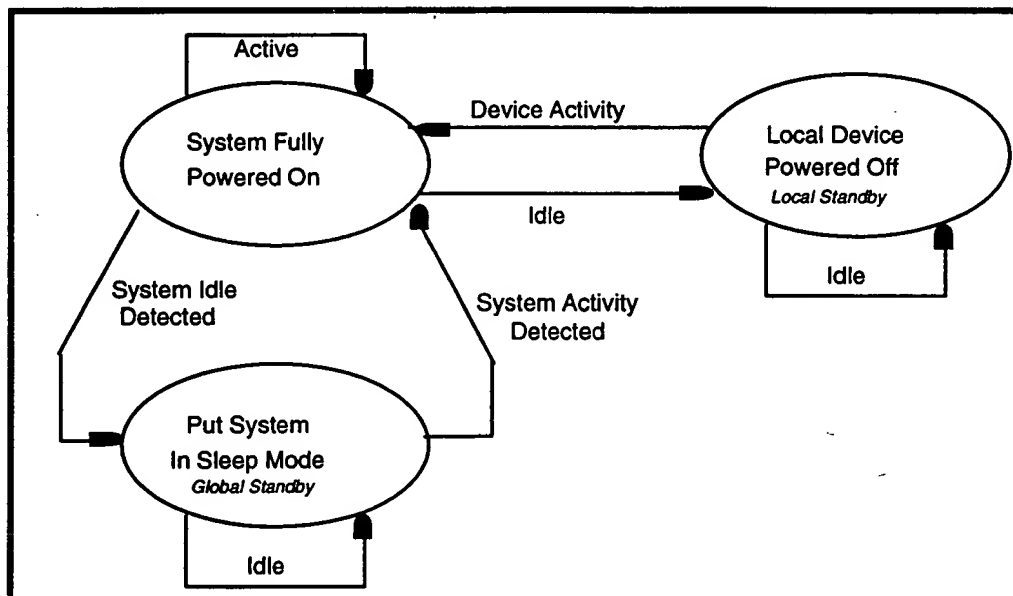 Active
System Fully
Powered On
Device Activity
Local Device
Powered Off
Local Standby
Idle
Idle
System Idle
Detected
System Activity
Detected
Put System
In Sleep Mode
Global Standby
Idle